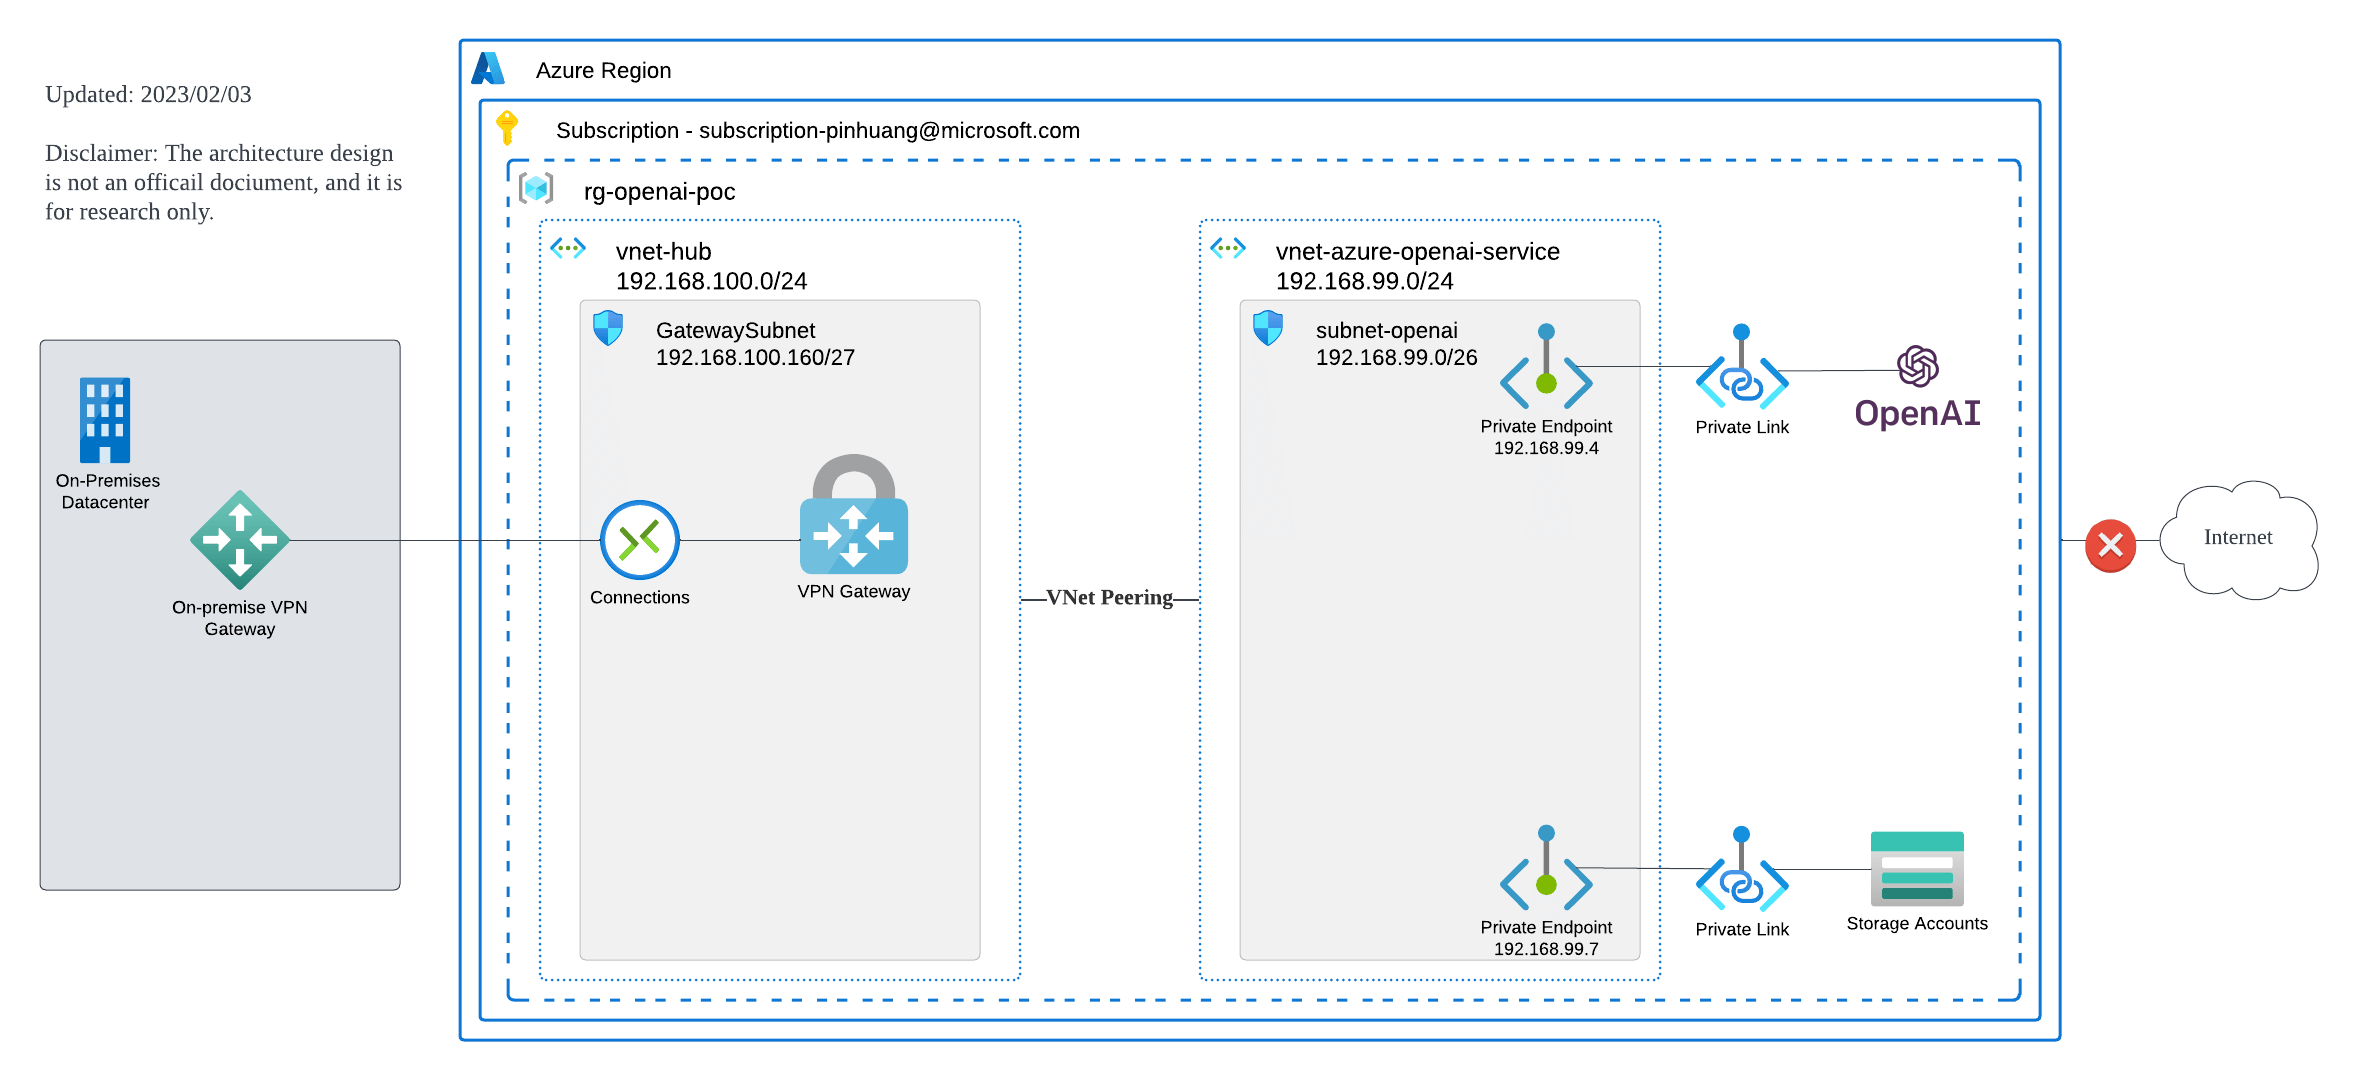 Updated: 2023/02/03
Disclaimer: The architecture design
is not an officail dociument, and it is
for research only.
Azure Region
Subscription - subscription-pinhuang@microsoft.com
rg-openai-poc
vnet-hub
192.168.100.0/24
GatewaySubnet
192.168.100.160/27
vnet-azure-openai-service
192.168.99.0/24
subnet-openai
192.168.99.0/26
Private Endpoint
192.168.99.4
Private Link
OpenAI
On-Premises
Datacenter
On-premise VPN
Gateway
Connections
VPN Gateway
VNet Peering
Internet
Private Endpoint
192.168.99.7
Private Link
Storage Accounts